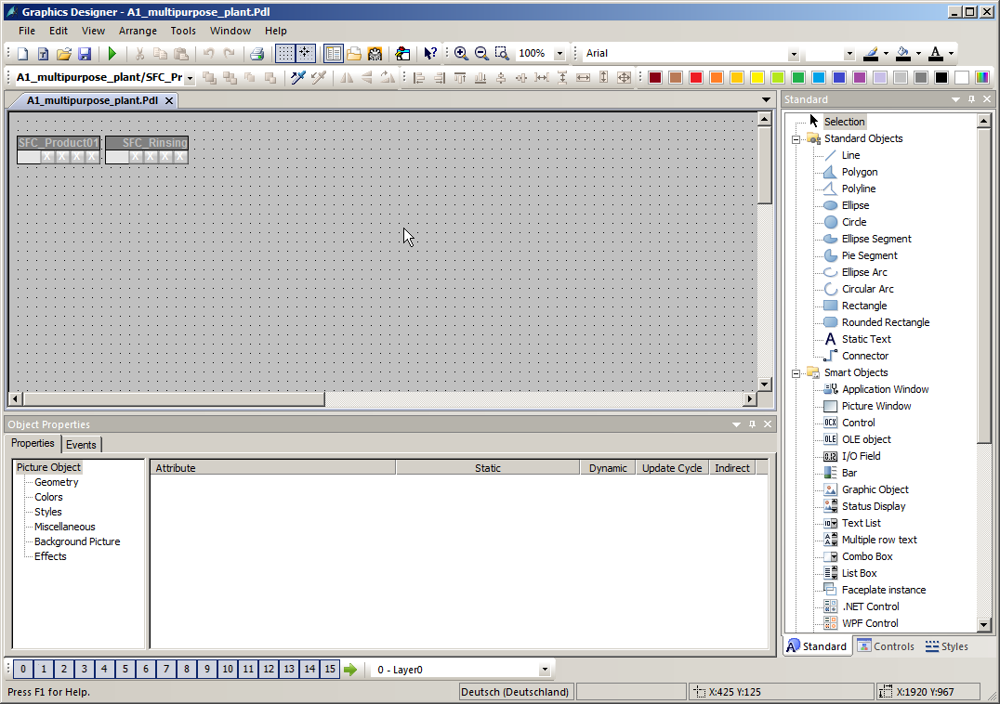 Graphics Designer - A1_multipurpose_plant.Pdl
File Edit View Arrange Tools Window Help
100% Arial
A1_multipurpose_plant/SFC_Pr
A1_multipurpose_plant.Pdl
SFC_Product01 SFC_Rinsing
X X X X X X X X
Object Properties
Properties Events
Picture Object
Geometry
Colors
Styles
Miscellaneous
Background Picture
Effects
Attribute Static Dynamic Update Cycle Indirect
Standard
Selection
Standard Objects
Line
Polygon
Polyline
Ellipse
Circle
Ellipse Segment
Pie Segment
Ellipse Arc
Circular Arc
Rectangle
Rounded Rectangle
A Static Text
Connector
Smart Objects
Application Window
Picture Window
OCX Control
OLE OLE object
0.12 I/O Field
Bar
Graphic Object
Status Display
Text List
Multiple row text
Combo Box
List Box
Faceplate instance
.NET Control
WPF Control
Standard Controls Styles
0 1 2 3 4 5 6 7 8 9 10 11 12 13 14 15 0 - Layer0
Press F1 for Help. Deutsch (Deutschland) X:425 Y:125 X:1920 Y:967